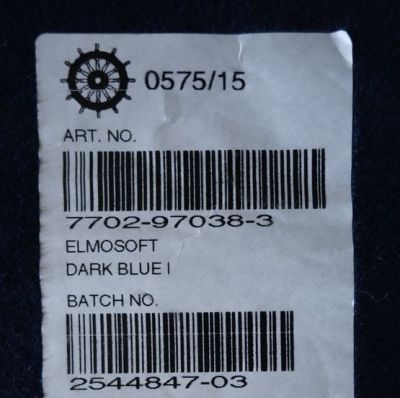 0575/15
ART. NO.
7702-97038-3
ELMOSOFT
DARK BLUE I
BATCH NO.
2544847-03